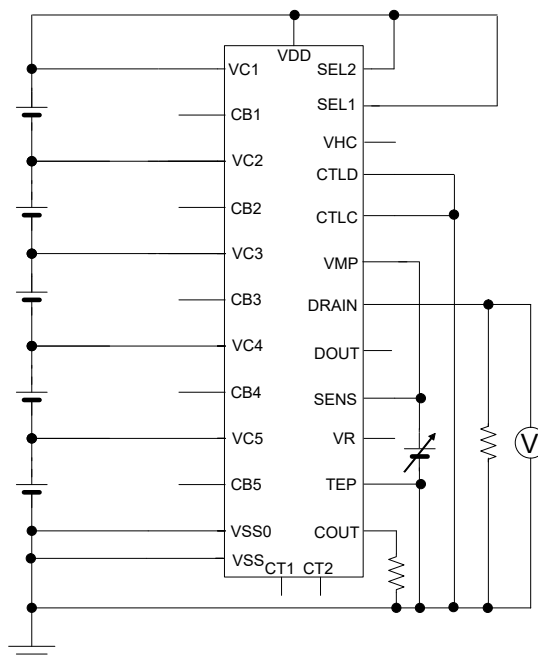 VDD
VC1
SEL2
SEL1
CB1
VHC
VC2
CTLD
CB2
CTLC
VC3
VMP
CB3
DRAIN
VC4
DOUT
CB4
SENS
VC5
VR
CB5
TEP
VSS0
COUT
VSS
CT1 CT2
V